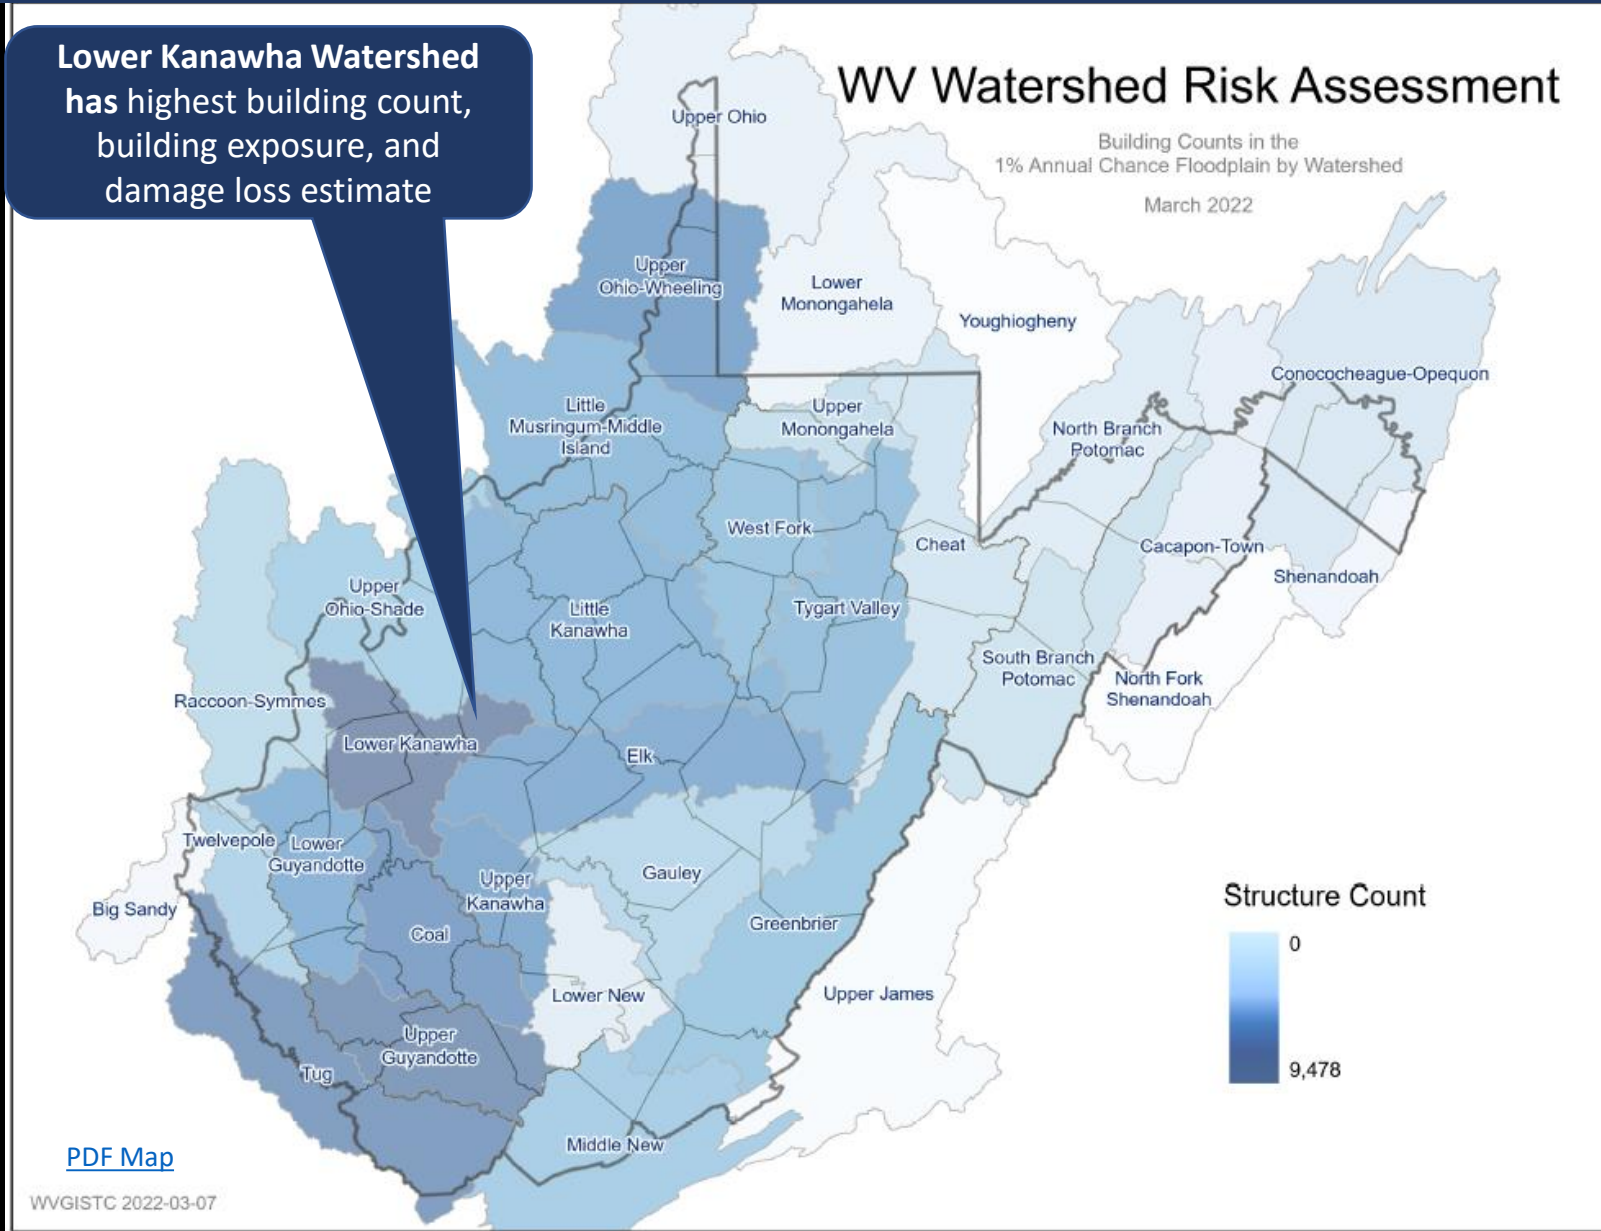 Lower Kanawha Watershed
has highest building count,
building exposure, and
damage loss estimate
WV Watershed Risk Assessment
Building Counts in the
1% Annual Chance Floodplain by Watershed
March 2022
Upper Ohio
Upper
Ohio-Wheeling
Lower
Monongahela
Youghiogheny
Conococheague-Opequon
Little
Musringum-Middle
Island
Upper
Monongahela
North Branch
Potomac
West Fork
Cheat
Cacapon-Town
Shenandoah
Upper
Ohio-Shade
Little
Kanawha
Tygart Valley
South Branch
Potomac
North Fork
Shenandoah
Raccoon-Symmes
Lower Kanawha
Elk
Twelvepole
Lower
Guyandotte
Gauley
Upper
Kanawha
Big Sandy
Coal
Greenbrier
Lower New
Upper James
Upper
Guyandotte
Tug
Middle New
Structure Count
0
9,478
PDF Map
WVGISTC 2022-03-07